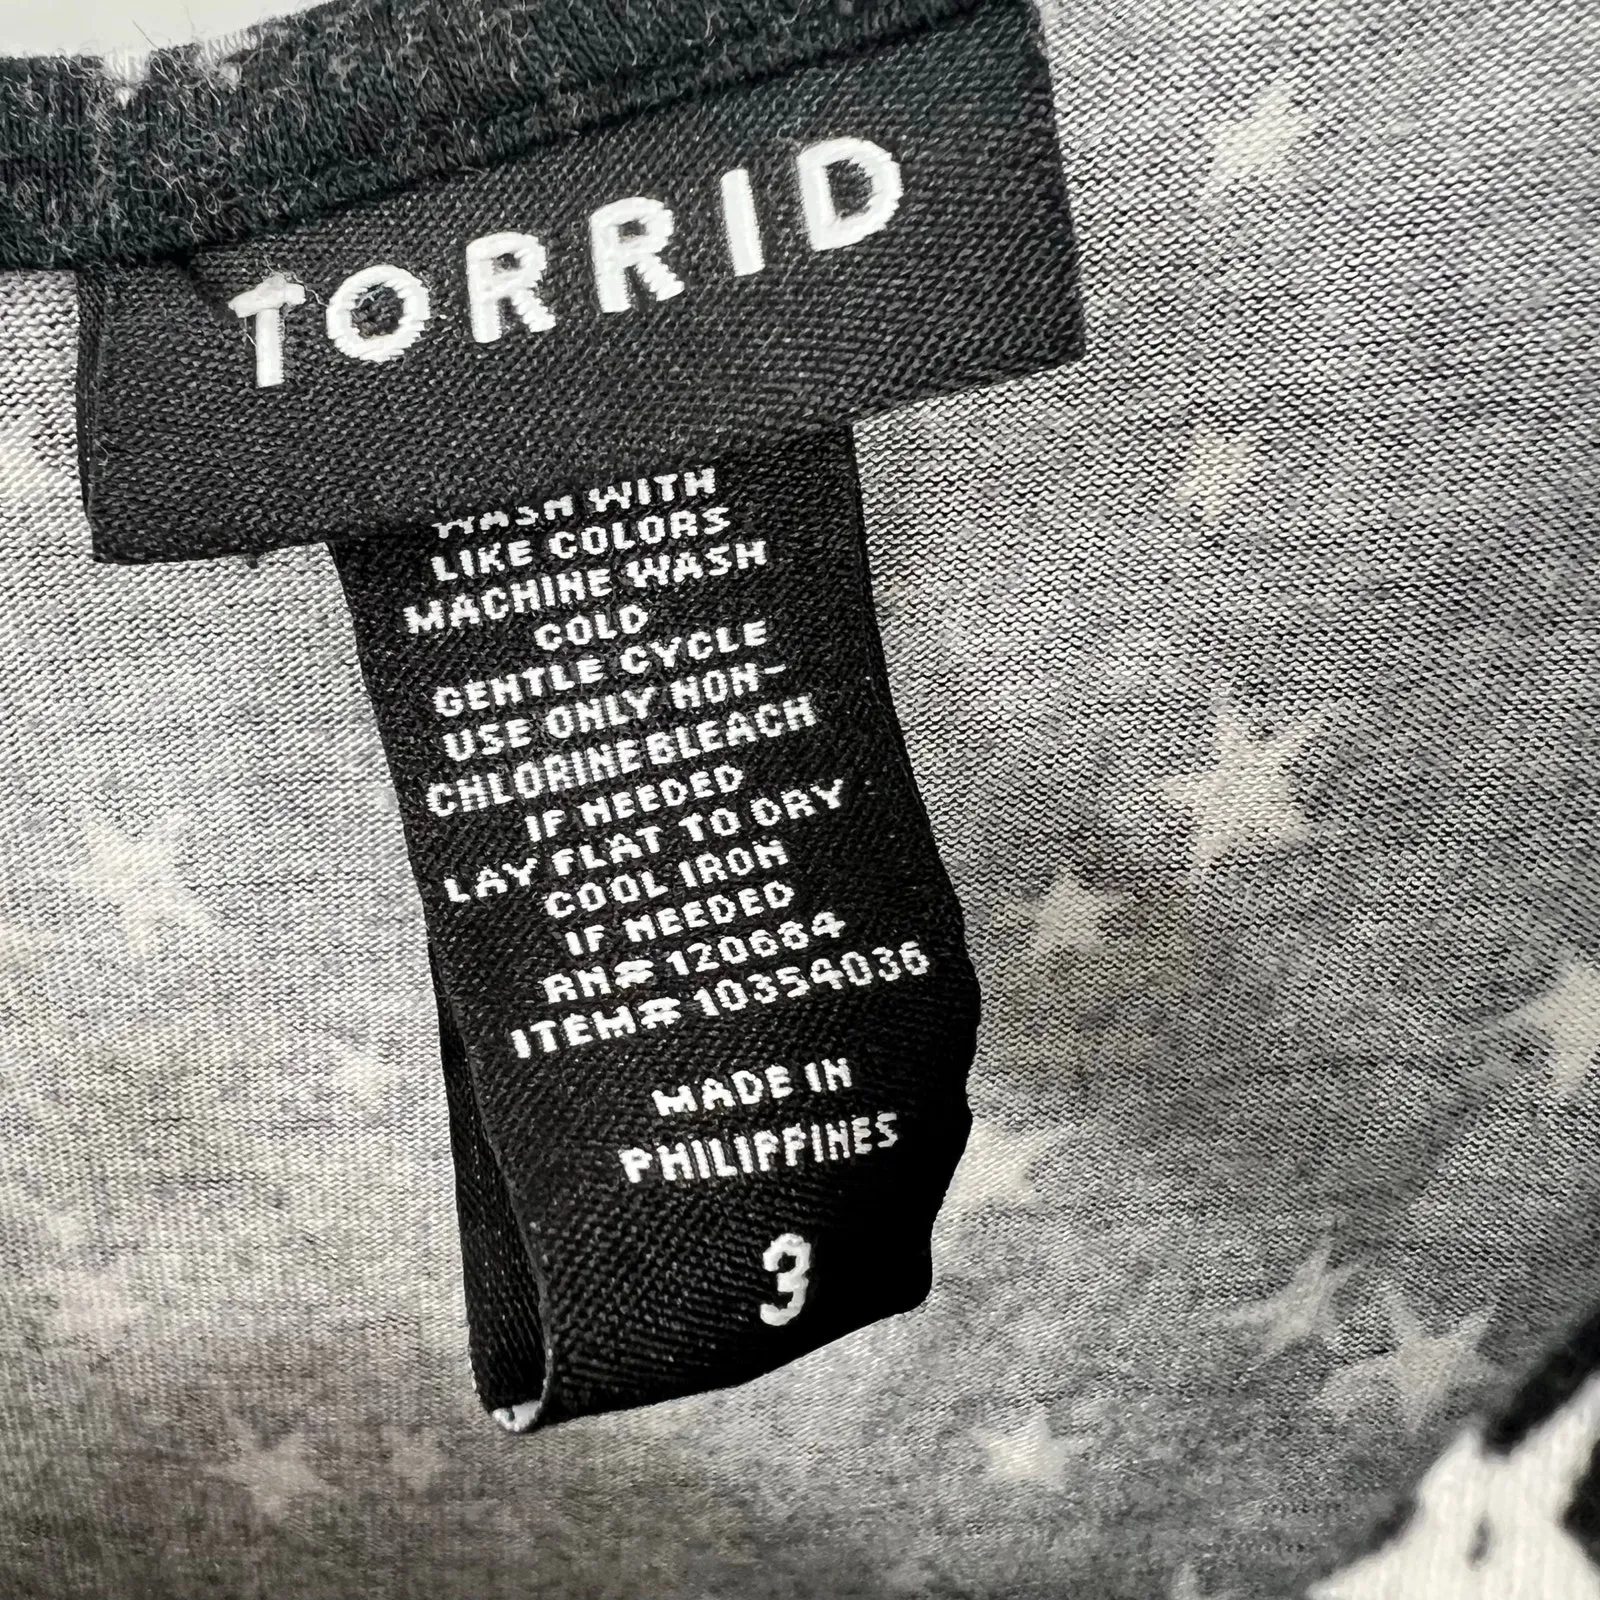 TORRID
WASH WITH
LIKE COLORS
MACHINE WASH
COLD
GENTLE CYCLE
USE ONLY NON-
CHLORINE BLEACH
IF NEEDED
LAY FLAT TO DRY
COOL IRON
IF NEEDED
RN# 120684
ITEM# 10354036
MADE IN
PHILIPPINES
3